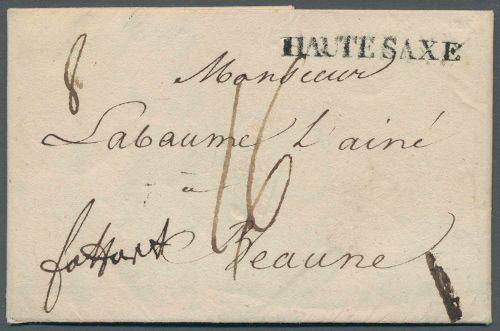 HAUTE SAXE
8
Monsieur
Labaume L'ainé
16
a
Beaune